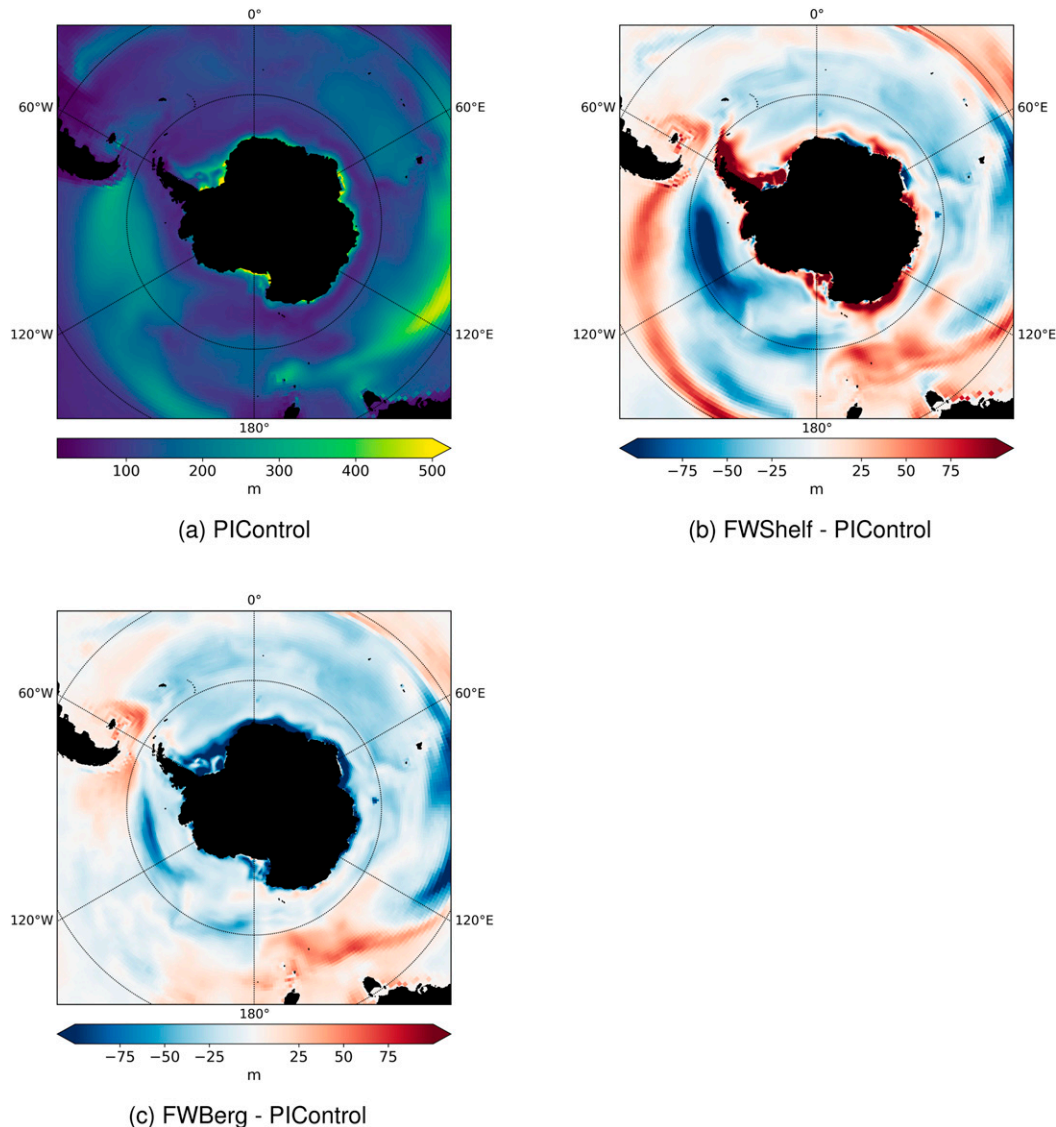 0° 0°
60°W 60°E 60°W 60°E
120°W 120°E 120°W 120°E
180° 180°
100 200 300 400 500 −75 −50 −25 25 50 75
m m
(a) PIControl (b) FWShelf - PIControl
0°
60°W 60°E
120°W 120°E
180°
−75 −50 −25 25 50 75
m
(c) FWBerg - PIControl